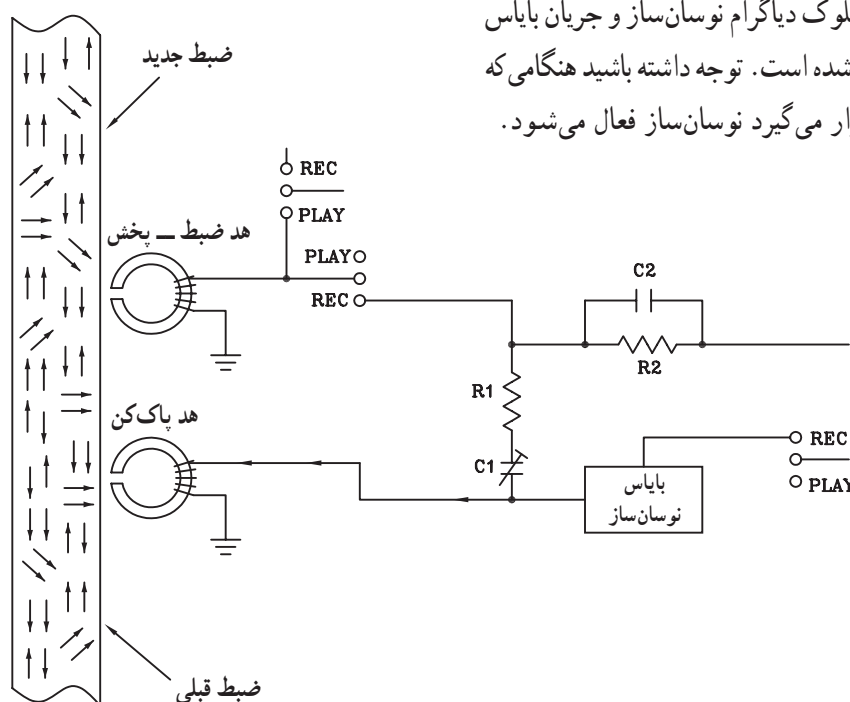 بلوک دیاگرام نوسان‌ساز و جریان بایاس
شده است. توجه داشته باشید هنگامی‌که
می‌گیرد نوسان‌ساز فعال می‌شود.
ضبط جدید
REC
PLAY
هد ضبط ــ پخش
PLAY
REC
C2
R2
R1
هد پاک‌کن
C1
REC
PLAY
بایاس
نوسان‌ساز
ضبط قبلی